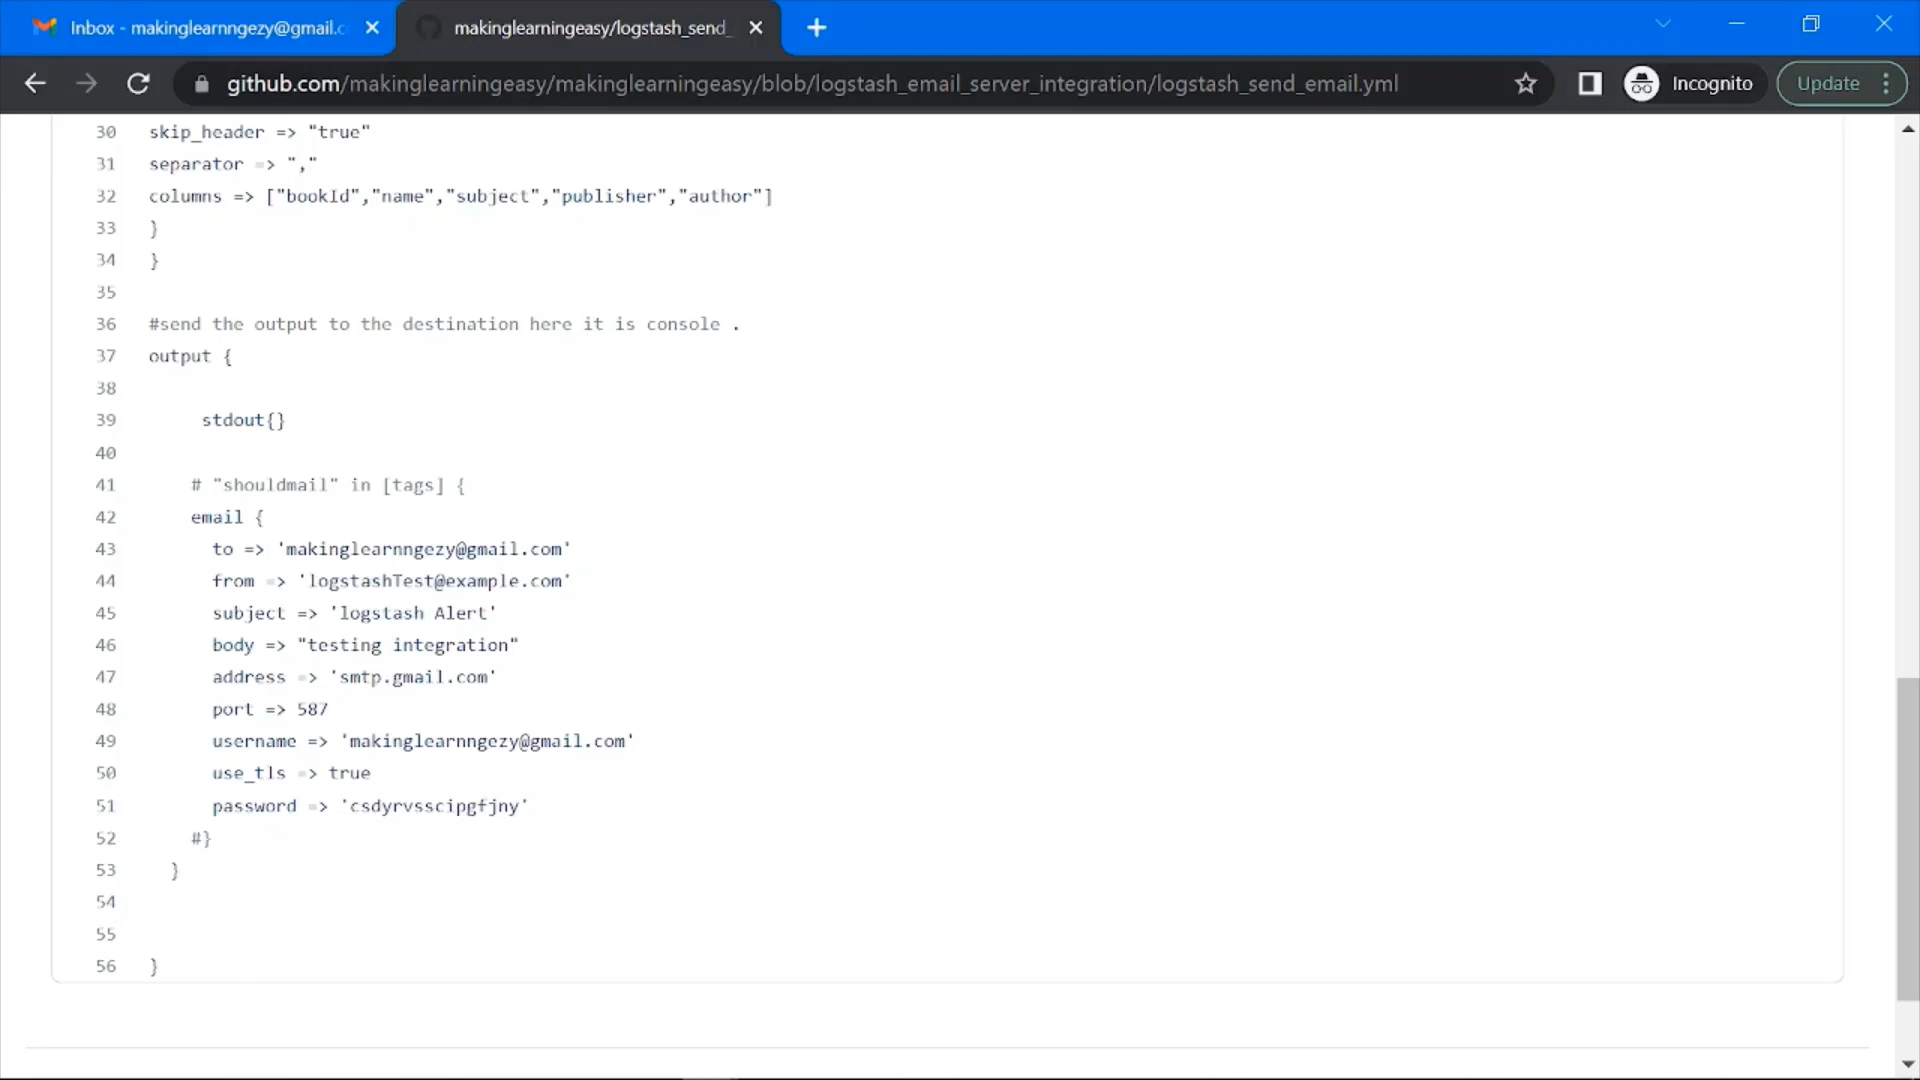 Inbox - makinglearnngezy@gmail.c
makinglearningeasy/logstash_send_
github.com/makinglearningeasy/makinglearningeasy/blob/logstash_email_server_integration/logstash_send_email.yml
Incognito
Update
30 skip_header => "true"
31 separator => ","
32 columns => ["bookId","name","subject","publisher","author"]
33 }
34 }
35
36 #send the output to the destination here it is console .
37 output {
38
39 stdout{}
40
41 # "shouldmail" in [tags] {
42 email {
43 to => 'makinglearnngezy@gmail.com'
44 from => 'logstashTest@example.com'
45 subject => 'logstash Alert'
46 body => "testing integration"
47 address => 'smtp.gmail.com'
48 port => 587
49 username => 'makinglearnngezy@gmail.com'
50 use_tls => true
51 password => 'csdyrvsscipgfjny'
52 #}
53 }
54
55
56 }